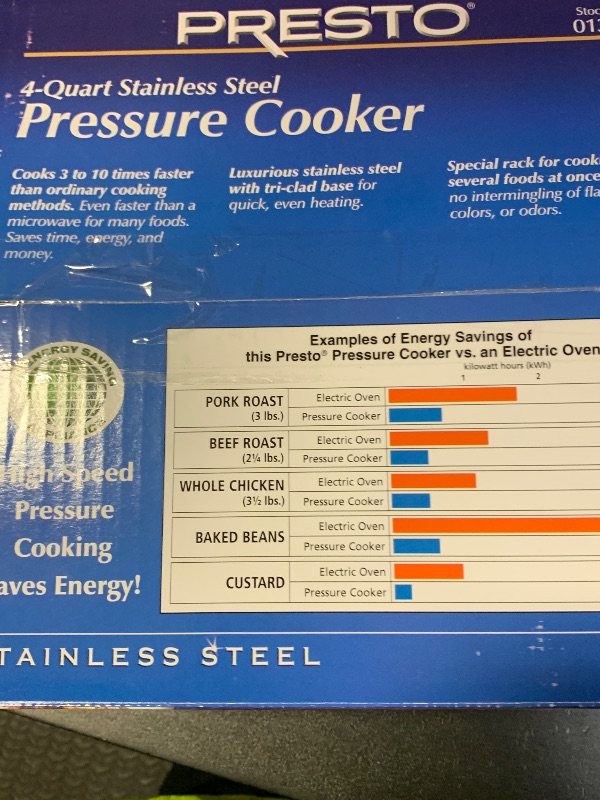 PRESTO®
4-Quart Stainless Steel
Pressure Cooker
Cooks 3 to 10 times faster
than ordinary cooking
methods. Even faster than a
microwave for many foods.
Saves time, energy, and
money.
Luxurious stainless steel
with tri-clad base for
quick, even heating.
Special rack for
several foods at once
no intermingling of
colors, or odors.
ENERGY SAVING
High Speed
Pressure
Cooking
aves Energy!
Examples of Energy Savings of
this Presto® Pressure Cooker vs. an Electric Oven
kilowatt hours (kWh)
1 2
PORK ROAST
(3 lbs.)
Electric Oven
Pressure Cooker
BEEF ROAST
(2¼ lbs.)
Electric Oven
Pressure Cooker
WHOLE CHICKEN
(3½ lbs.)
Electric Oven
Pressure Cooker
BAKED BEANS
Electric Oven
Pressure Cooker
CUSTARD
Electric Oven
Pressure Cooker
TAINLESS STEEL